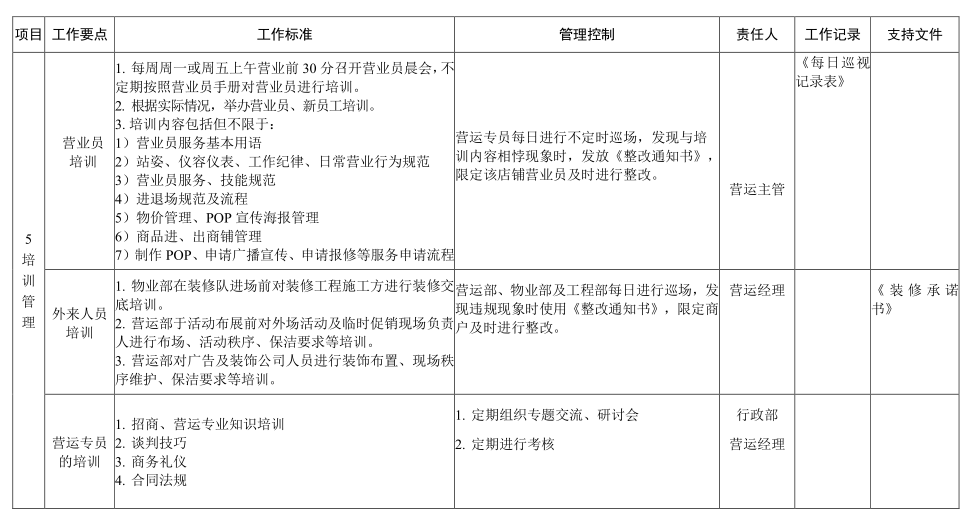 项目 工作要点 工作标准 管理控制 责任人 工作记录 支持文件
5
培
训
管
理
营业员
培训
1. 每周周一或周五上午营业前 30 分召开营业员晨会，不
定期按照营业员手册对营业员进行培训。
2. 根据实际情况，举办营业员、新员工培训。
3. 培训内容包括但不限于：
1）营业员服务基本用语
2）站姿、仪容仪表、工作纪律、日常营业行为规范
3）营业员服务、技能规范
4）进退场规范及流程
5）物价管理、POP 宣传海报管理
6）商品进、出商铺管理
7）制作 POP、申请广播宣传、申请报修等服务申请流程
营运专员每日进行不定时巡场，发现与培
训内容相悖现象时，发放《整改通知书》，
限定该店铺营业员及时进行整改。
营运主管
《每日巡视
记录表》
外来人员
培训
1. 物业部在装修队进场前对装修工程施工方进行装修交
底培训。
2. 营运部于活动布展前对外场活动及临时促销现场负责
人进行布场、活动秩序、保洁要求等培训。
3. 营运部对广告及装饰公司人员进行装饰布置、现场秩
序维护、保洁要求等培训。
营运部、物业部及工程部每日进行巡场，发
现违规现象时使用《整改通知书》，限定商
户及时进行整改。
营运经理
《装修承诺
书》
营运专员
的培训
1. 招商、营运专业知识培训
2. 谈判技巧
3. 商务礼仪
4. 合同法规
1. 定期组织专题交流、研讨会
2. 定期进行考核
行政部
营运经理